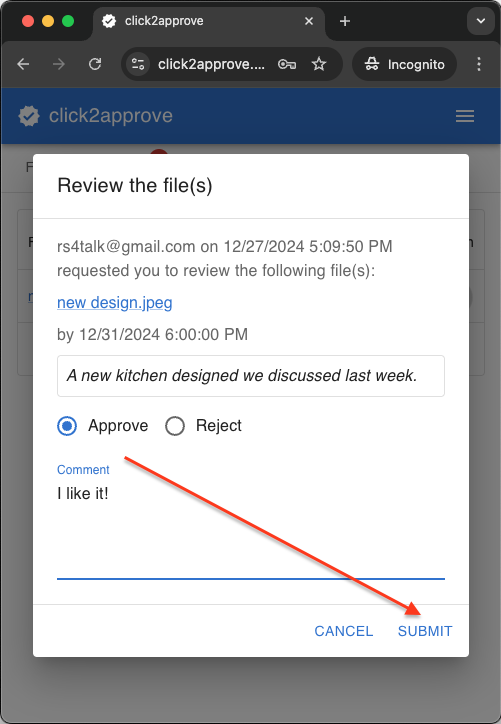 click2approve
click2approve....
Incognito
click2approve
F
Review the file(s)
rs4talk@gmail.com on 12/27/2024 5:09:50 PM
requested you to review the following file(s):
new design.jpeg
by 12/31/2024 6:00:00 PM
A new kitchen designed we discussed last week.
Approve
Reject
Comment
I like it!
CANCEL
SUBMIT